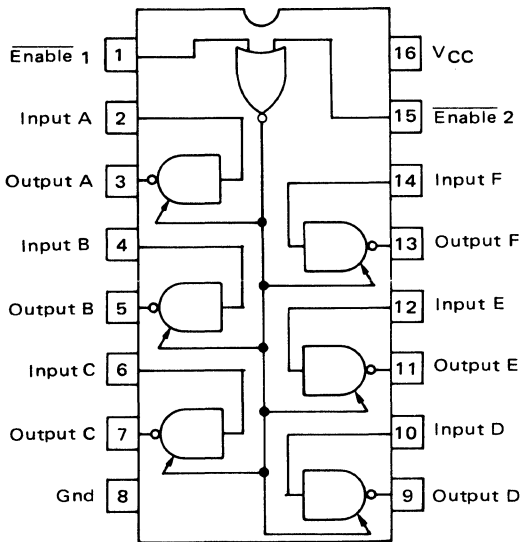 Enable 1 1
16 VCC
Input A 2
15 Enable 2
Output A 3
14 Input F
Input B 4
13 Output F
Output B 5
12 Input E
Input C 6
11 Output E
Output C 7
10 Input D
Gnd 8
9 Output D